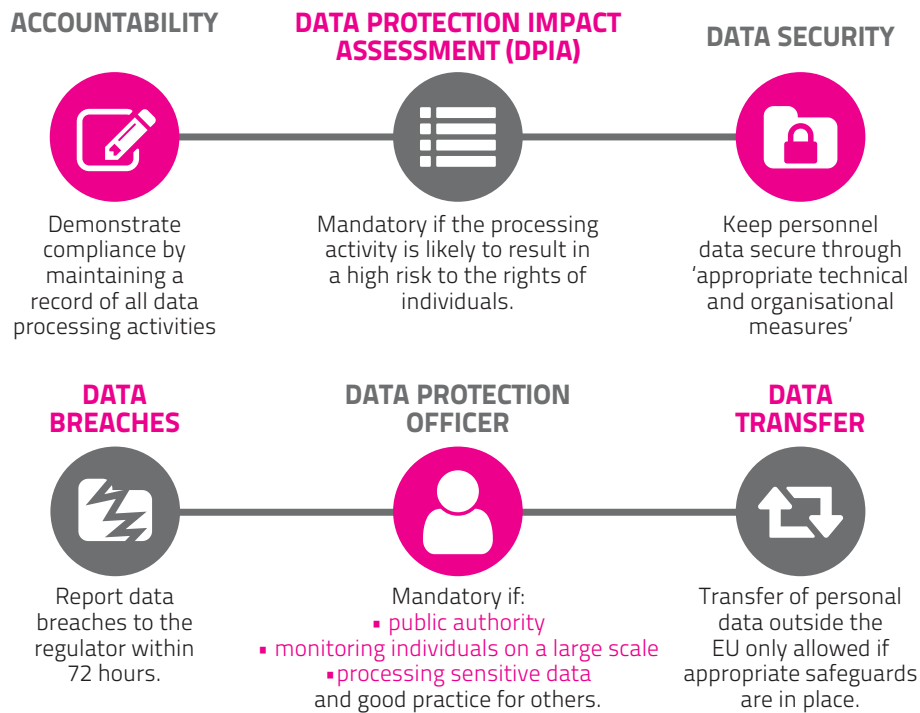 ACCOUNTABILITY
Demonstrate
compliance by
maintaining a
record of all data
processing activities
DATA PROTECTION IMPACT
ASSESSMENT (DPIA)
Mandatory if the processing
activity is likely to result in
a high risk to the rights of
individuals.
DATA SECURITY
Keep personnel
data secure through
‘appropriate technical
and organisational
measures’
DATA
BREACHES
Report data
breaches to the
regulator within
72 hours.
DATA PROTECTION
OFFICER
Mandatory if:
▪ public authority
▪ monitoring individuals on a large scale
▪processing sensitive data
and good practice for others.
DATA
TRANSFER
Transfer of personal
data outside the
EU only allowed if
appropriate safeguards
are in place.